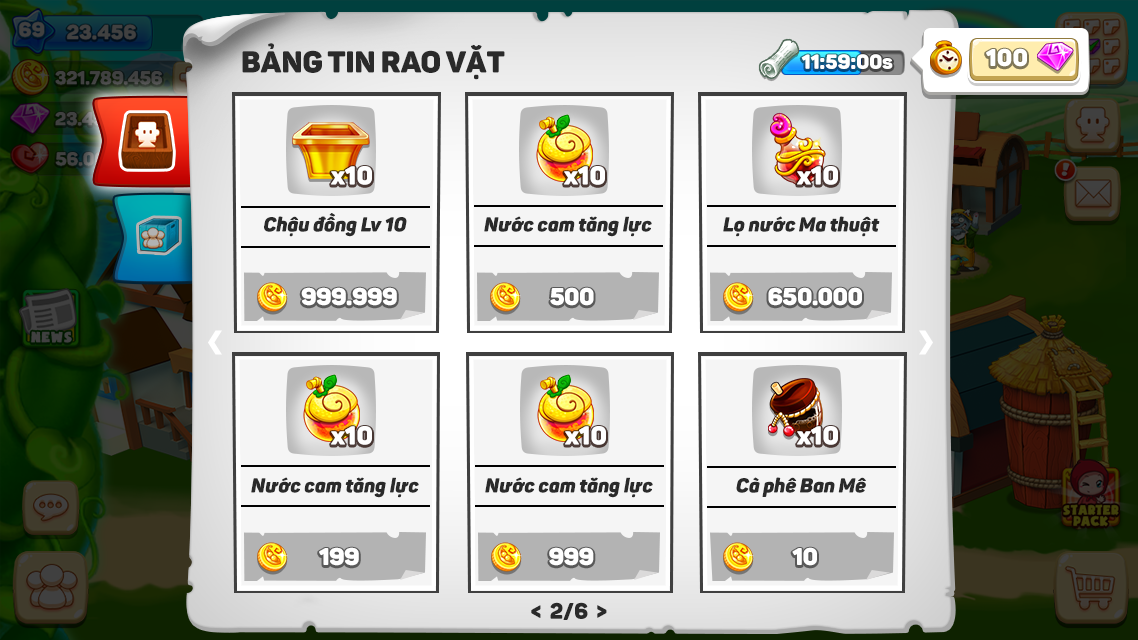 69 23.456
321.789.456
23.4
56.0
BẢNG TIN RAO VẶT
11:59:00s
100
x10
Chậu đồng Lv 10
999.999
x10
Nước cam tăng lực
500
x10
Lọ nước Ma thuật
650.000
x10
Nước cam tăng lực
199
x10
Nước cam tăng lực
999
x10
Cà phê Ban Mê
10
< 2/6 >
NEWS
!
STARTER
PACK